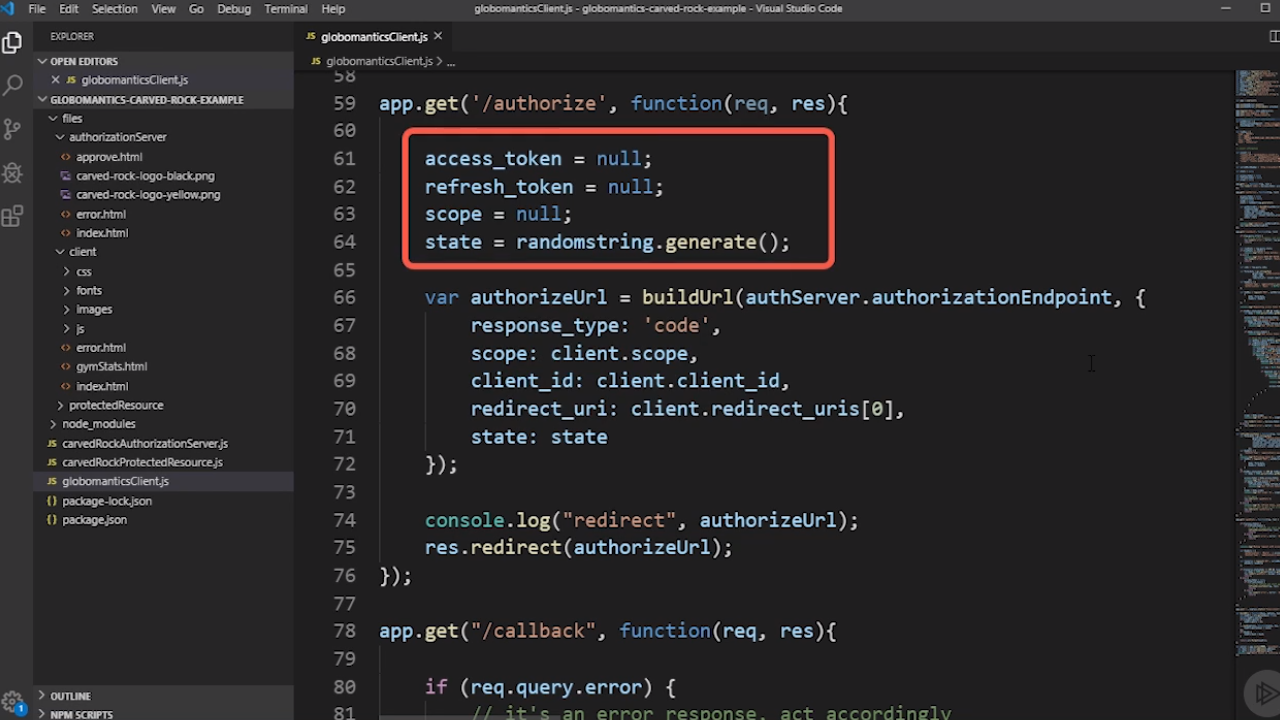 File Edit Selection View Go Debug Terminal Help globomanticsClient.js - globomantics-carved-rock-example - Visual Studio Code
EXPLORER
OPEN EDITORS
JS globomanticsClient.js
GLOBOMANTICS-CARVED-ROCK-EXAMPLE
files
authorizationServer
approve.html
carved-rock-logo-black.png
carved-rock-logo-yellow.png
error.html
index.html
client
css
fonts
images
js
error.html
gymStats.html
index.html
protectedResource
node_modules
JS carvedRockAuthorizationServer.js
JS carvedRockProtectedResource.js
JS globomanticsClient.js
{} package-lock.json
{} package.json
OUTLINE
NPM SCRIPTS
1
JS globomanticsClient.js
JS globomanticsClient.js > ...
58
59 app.get('/authorize', function(req, res){
60
61 access_token = null;
62 refresh_token = null;
63 scope = null;
64 state = randomstring.generate();
65
66 var authorizeUrl = buildUrl(authServer.authorizationEndpoint, {
67 response_type: 'code',
68 scope: client.scope,
69 client_id: client.client_id,
70 redirect_uri: client.redirect_uris[0],
71 state: state
72 });
73
74 console.log("redirect", authorizeUrl);
75 res.redirect(authorizeUrl);
76 });
77
78 app.get("/callback", function(req, res){
79
80 if (req.query.error) {
81 // it's an error response, act accordingly